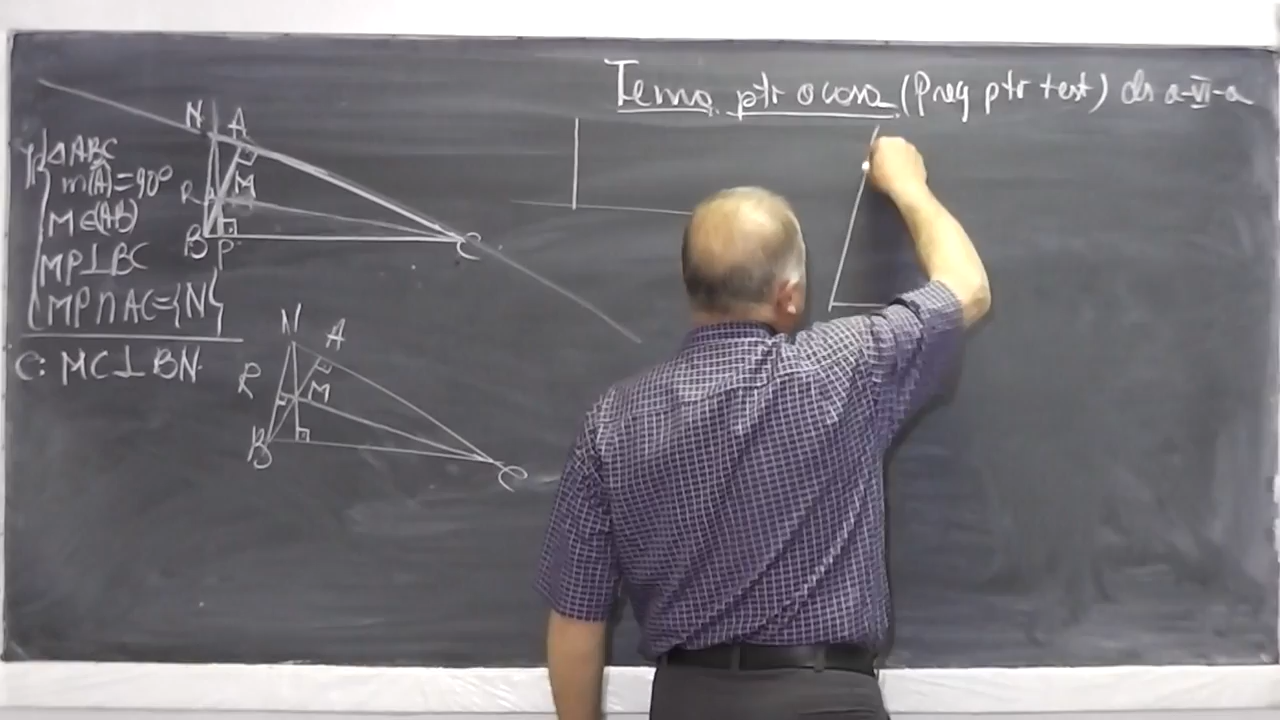 Tema ptr acasa (Preg ptr test) cls a-VI-a
N A
Ip ΔABC
m(Â)=90°
R M
M∈(AB)
B P C
MP⊥BC
MP∩AC={N}
N A
C: MC⊥BN.
R M
B C